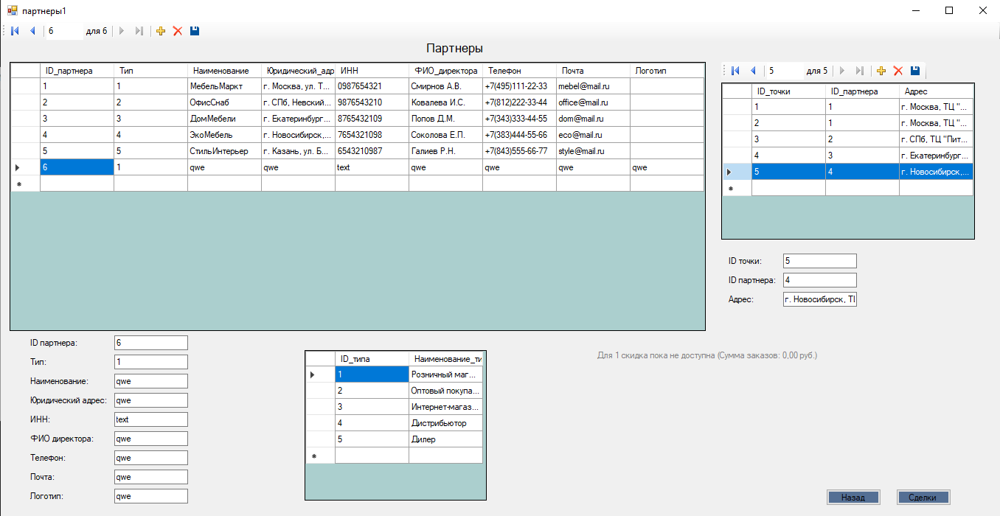 партнеры1
6 для 6
Партнеры
ID_партнера Тип Наименование Юридический_адр ИНН ФИО_директора Телефон Почта Логотип
1 1 МебельМаркт г. Москва, ул. Т... 0987654321 Смирнов А.В. +7(495)111-22-33 mebel@mail.ru
2 2 ОфисСнаб г. СПб, Невский... 9876543210 Ковалева И.С. +7(812)222-33-44 office@mail.ru
3 3 ДомМебели г. Екатеринбург... 8765432109 Попов Д.М. +7(343)333-44-55 dom@mail.ru
4 4 ЭкоМебель г. Новосибирск,... 7654321098 Соколова Е.П. +7(383)444-55-66 eco@mail.ru
5 5 СтильИнтерьер г. Казань, ул. Б... 6543210987 Галиев Р.Н. +7(843)555-66-77 style@mail.ru
6 1 qwe qwe text qwe qwe qwe qwe
5 для 5
ID_точки ID_партнера Адрес
1 1 г. Москва, ТЦ "...
2 1 г. Москва, ТЦ "...
3 2 г. СПб, ТЦ "Пит...
4 3 г. Екатеринбург...
5 4 г. Новосибирск,...
ID точки: 5
ID партнера: 4
Адрес: г. Новосибирск, ТЦ
ID партнера: 6
Тип: 1
Наименование: qwe
Юридический адрес: qwe
ИНН: text
ФИО директора: qwe
Телефон: qwe
Почта: qwe
Логотип: qwe
ID_типа Наименование_ти
1 Розничный маг...
2 Оптовый покупа...
3 Интернет-магаз...
4 Дистрибьютор
5 Дилер
Для 1 скидка пока не доступна (Сумма заказов: 0,00 руб.)
Назад Сделки